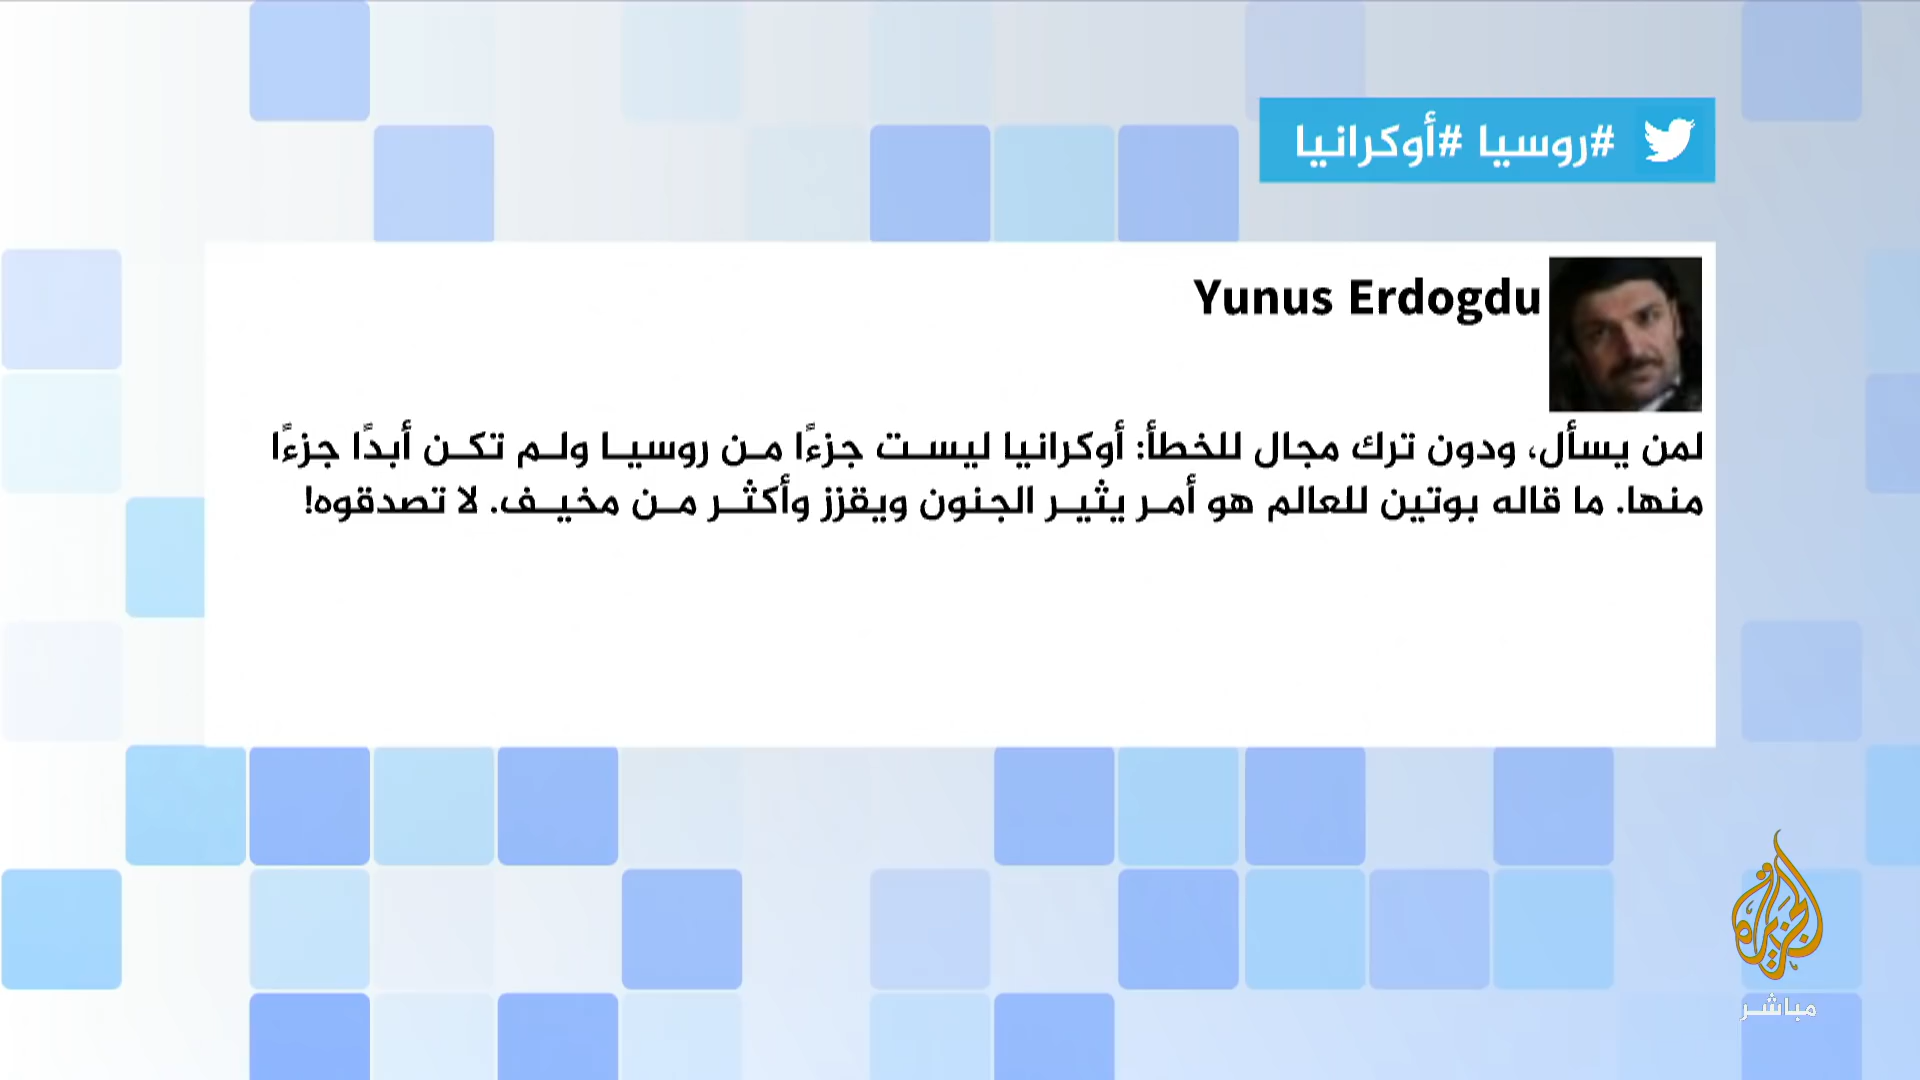 #روسيا #أوكرانيا
Yunus Erdogdu
لمن يسأل، ودون ترك مجال للخطأ: أوكرانيا ليست جزءًا من روسيا ولم تكن أبدًا جزءًا
منها. ما قاله بوتين للعالم هو أمر يثير الجنون ويقزز وأكثر من مخيف. لا تصدقوه!
الجزيرة
مباشر